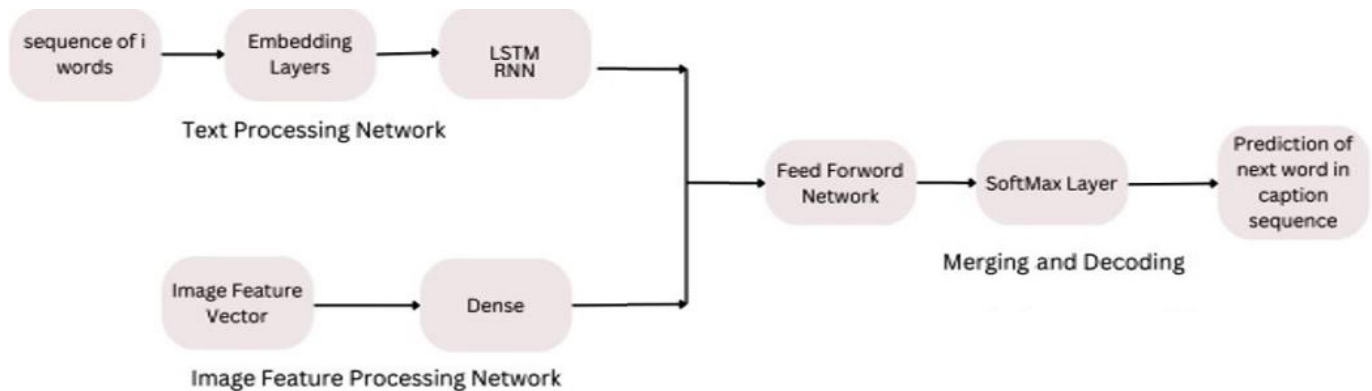 sequence of i
words
Embedding
Layers
LSTM
RNN
Text Processing Network
Feed Forword
Network
SoftMax Layer
Prediction of
next word in
caption
sequence
Merging and Decoding
Image Feature
Vector
Dense
Image Feature Processing Network